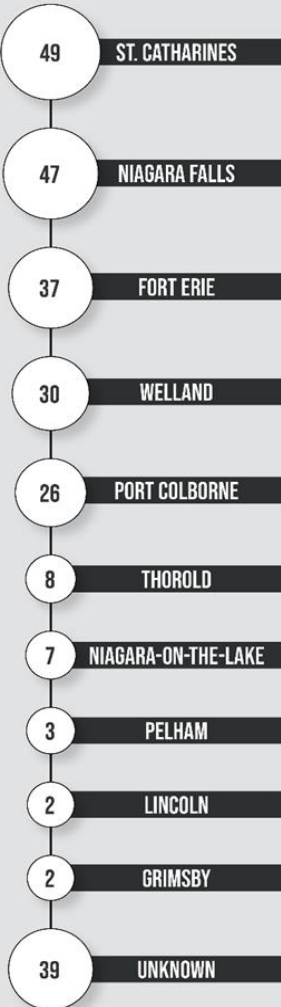 49 ST. CATHARINES
47 NIAGARA FALLS
37 FORT ERIE
30 WELLAND
26 PORT COLBORNE
8 THOROLD
7 NIAGARA-ON-THE-LAKE
3 PELHAM
2 LINCOLN
2 GRIMSBY
39 UNKNOWN